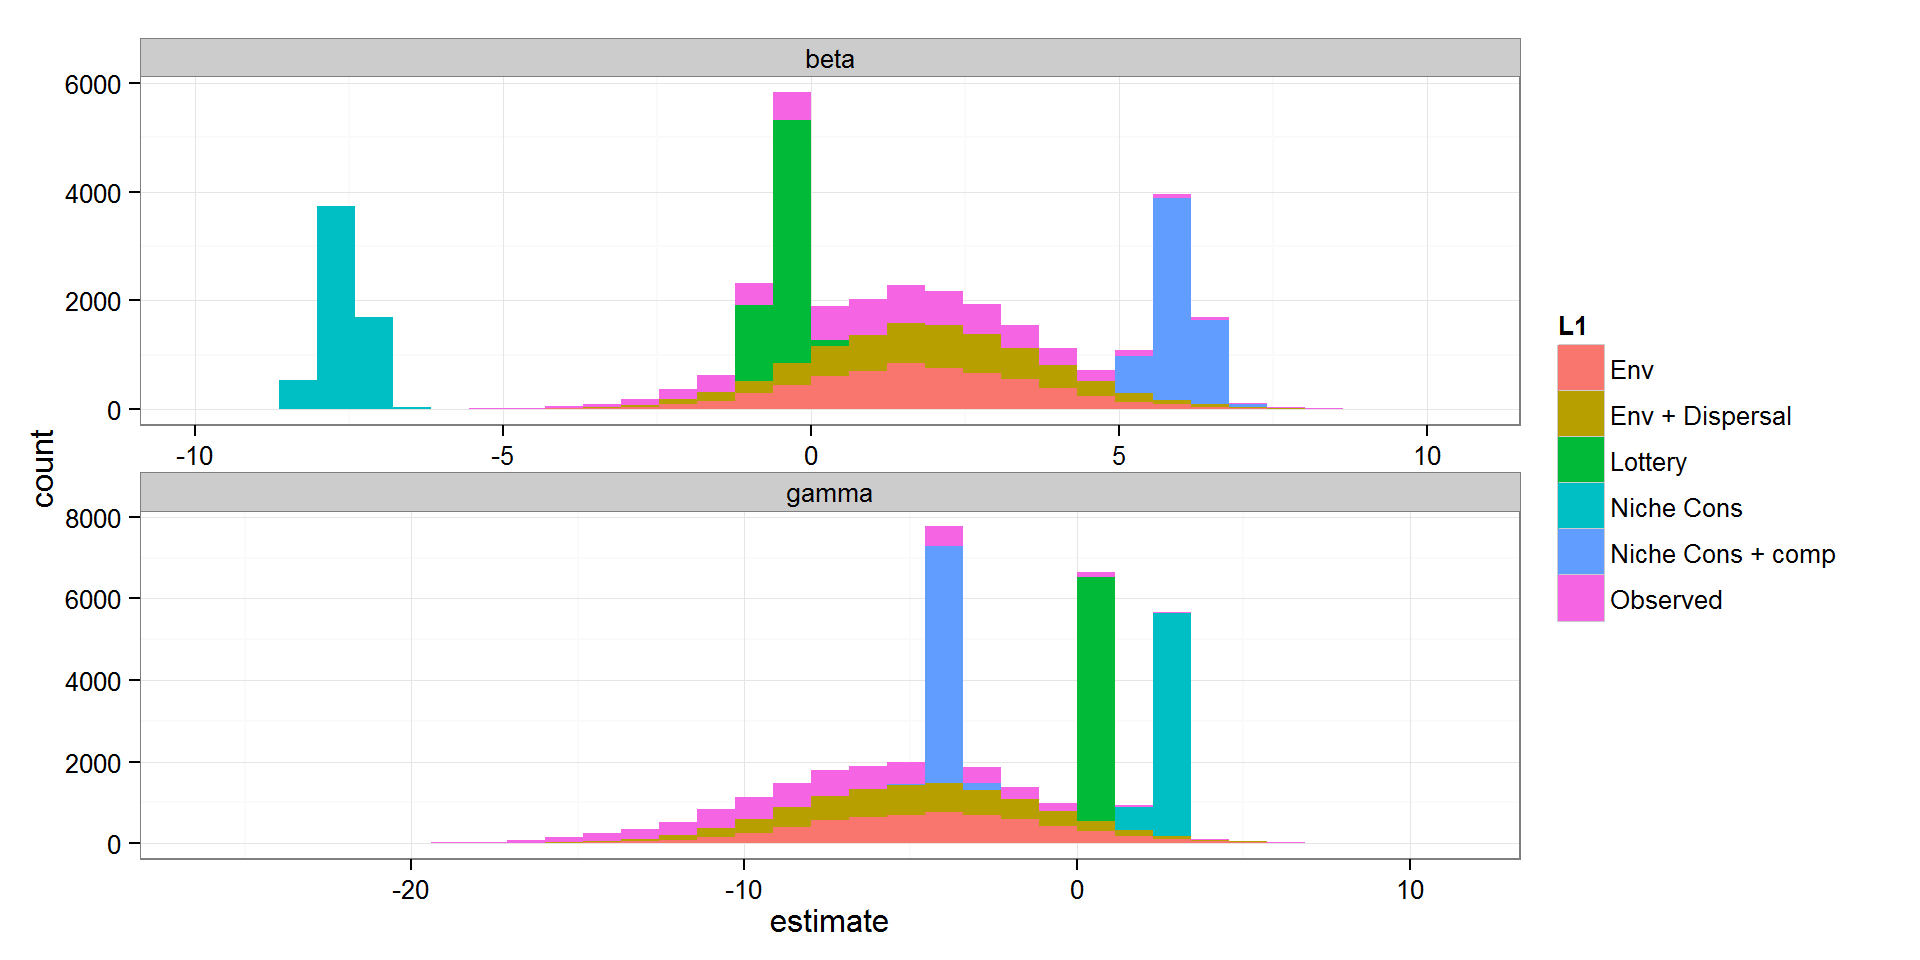 beta
6000
4000
2000
0
-10 -5 0 5 10
gamma
8000
6000
4000
2000
0
-20 -10 0 10
count
estimate
L1
Env
Env + Dispersal
Lottery
Niche Cons
Niche Cons + comp
Observed